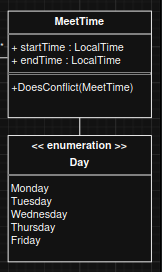 MeetTime
+ startTime : LocalTime
*
+ endTime : LocalTime
+DoesConflict(MeetTime)
<< enumeration >>
Day
Monday
Tuesday
Wednesday
Thursday
Friday